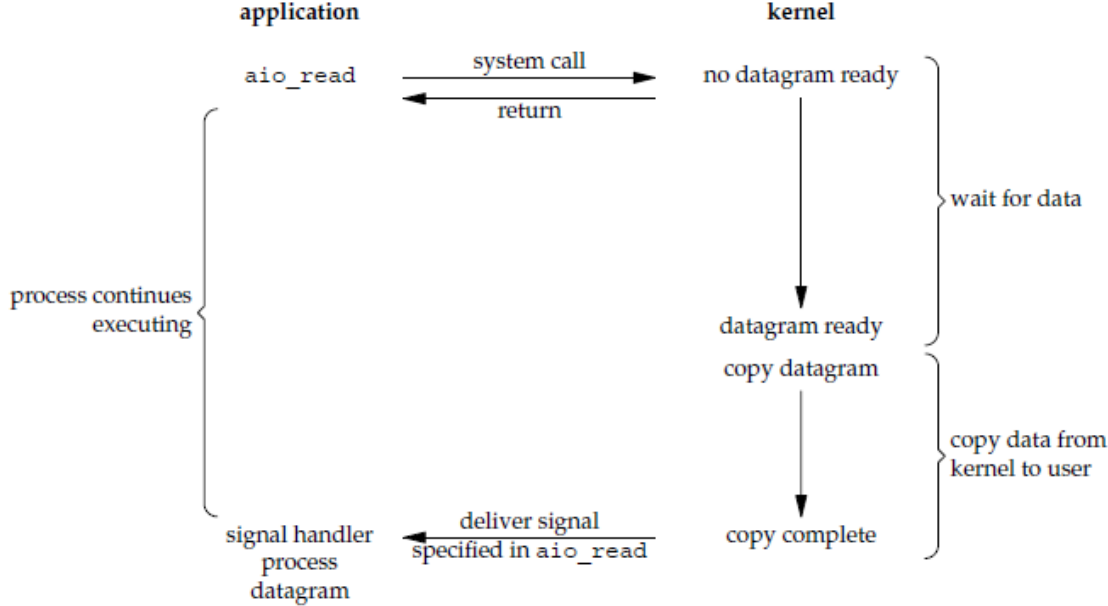 application
kernel
aio_read
system call
no datagram ready
return
wait for data
process continues
executing
datagram ready
copy datagram
copy data from
kernel to user
signal handler
process
datagram
deliver signal
specified in aio_read
copy complete